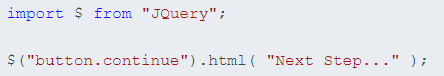 import $ from "JQuery";
$("button.continue").html( "Next Step..." );